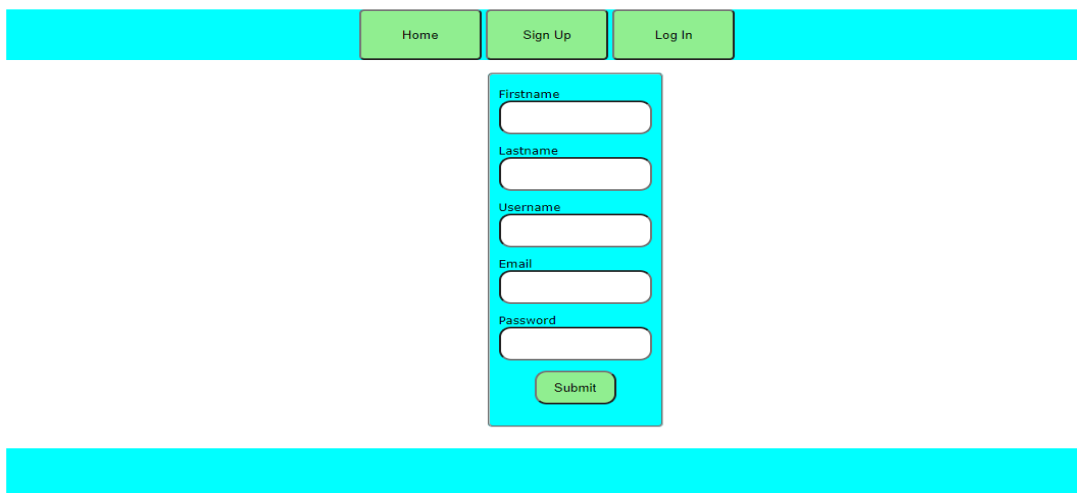 Home Sign Up Log In
Firstname
Lastname
Username
Email
Password
Submit